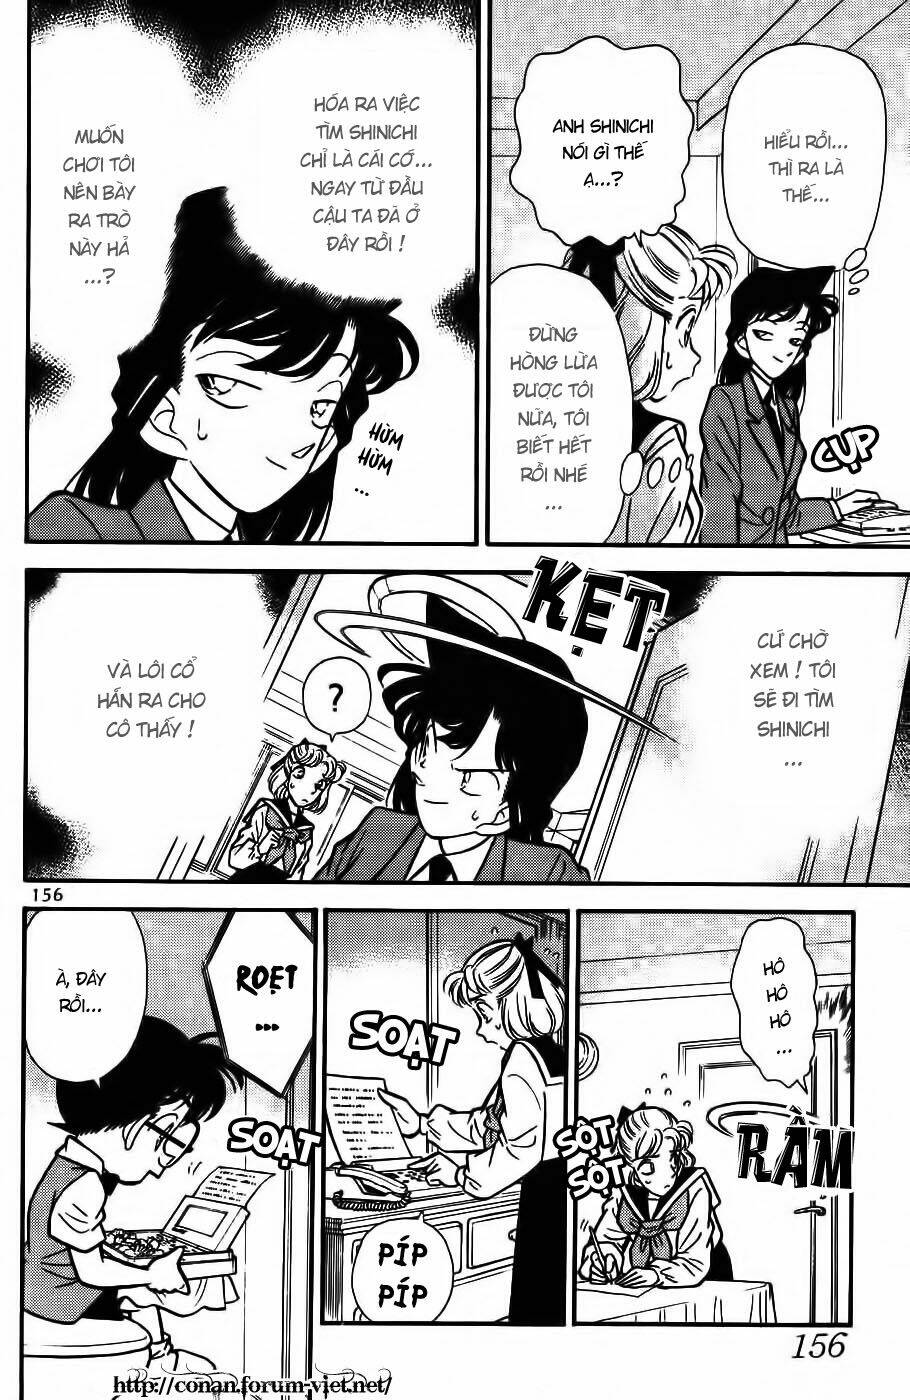 HIỂU RỒI...
THÌ RA LÀ
THẾ...
ANH SHINICHI
NÓI GÌ THẾ
Ạ...?
ĐỪNG
HÒNG LỪA
ĐƯỢC TÔI
NỮA, TÔI
BIẾT HẾT
RỒI NHÉ
...
CỤP
HÓA RA VIỆC
TÌM SHINICHI
CHỈ LÀ CÁI CỚ...
NGAY TỪ ĐẦU
CẬU TA ĐÃ Ở
ĐÂY RỒI !
MUỐN
CHƠI TÔI
NÊN BÀY
RA TRÒ
NÀY HẢ
...?
HỪM
HỪM
...
KẸT
CỨ CHỜ
XEM ! TÔI
SẼ ĐI TÌM
SHINICHI
...
?
VÀ LÔI CỔ
HẮN RA CHO
CÔ THẤY !
156
HÔ
HÔ
HÔ
...
RẦM
SỘT
SỘT
SOẠT
PÍP
PÍP
ROẸT
...
À, ĐÂY
RỒI...
SOẠT
156
http://conan.forum-viet.net/